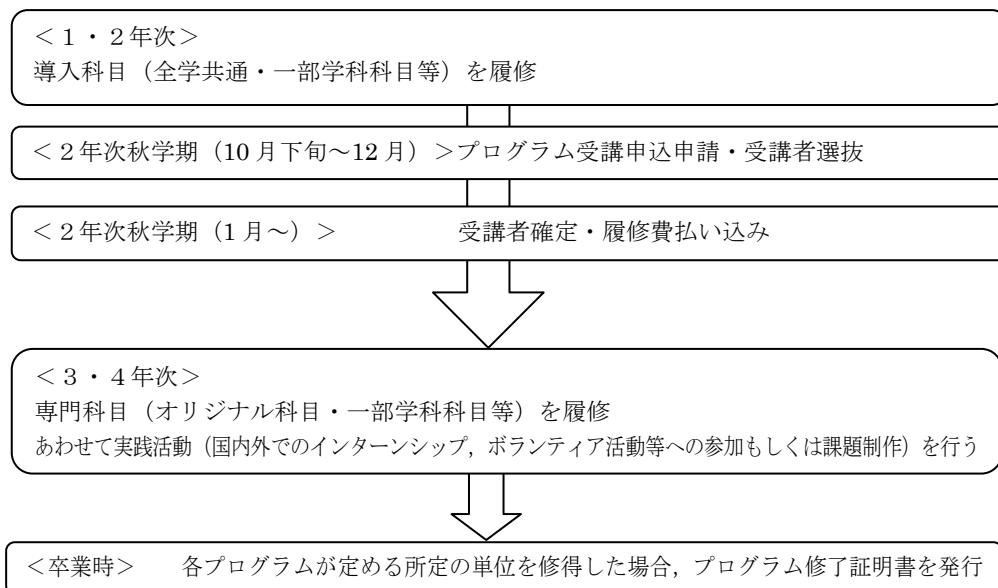 ＜１・２年次＞
導入科目（全学共通・一部学科科目等）を履修
＜２年次秋学期（10 月下旬～12 月）＞プログラム受講申込申請・受講者選抜
＜２年次秋学期（1 月～）＞　受講者確定・履修費払い込み
＜３・４年次＞
専門科目（オリジナル科目・一部学科科目等）を履修
あわせて実践活動（国内外でのインターンシップ，ボランティア活動等への参加もしくは課題制作）を行う
＜卒業時＞　各プログラムが定める所定の単位を修得した場合，プログラム修了証明書を発行